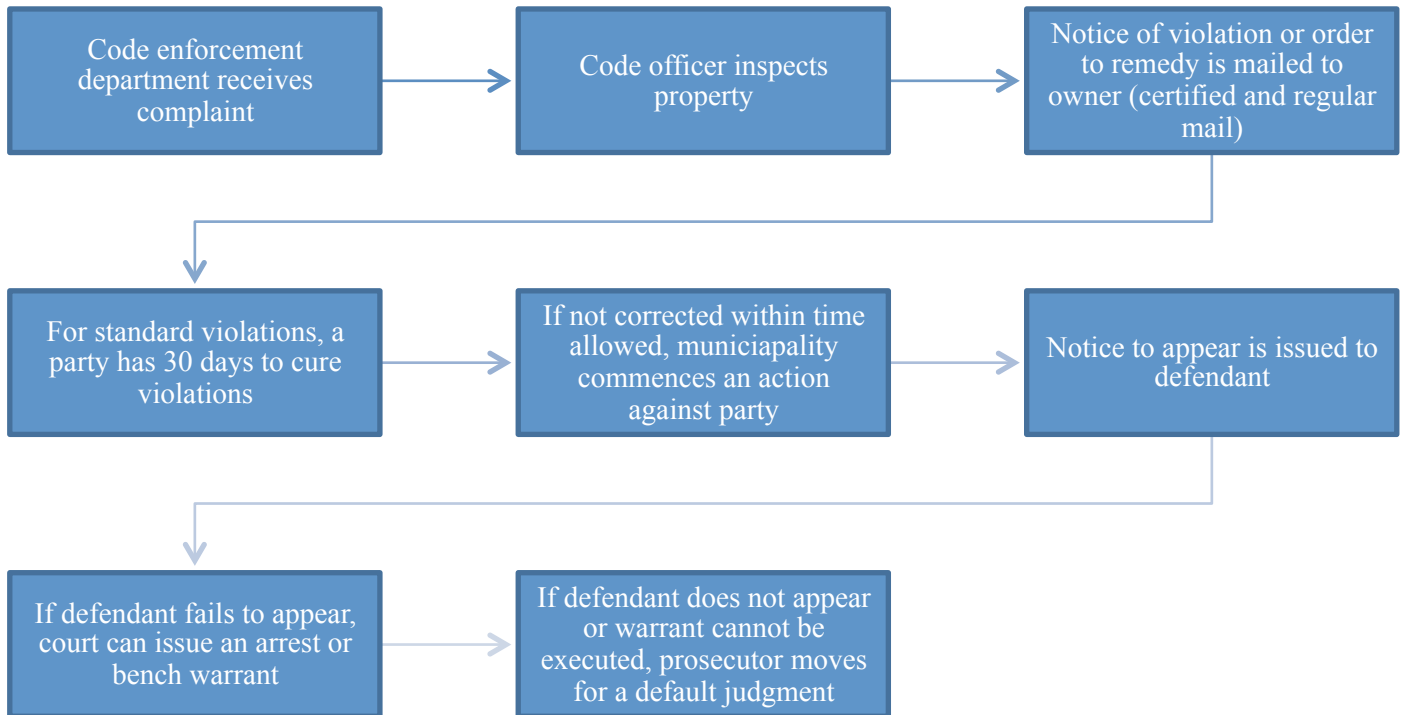 Code enforcement
department receives
complaint
Code officer inspects
property
Notice of violation or order
to remedy is mailed to
owner (certified and regular
mail)
For standard violations, a
party has 30 days to cure
violations
If not corrected within time
allowed, municiapality
commences an action
against party
Notice to appear is issued to
defendant
If defendant fails to appear,
court can issue an arrest or
bench warrant
If defendant does not appear
or warrant cannot be
executed, prosecutor moves
for a default judgment